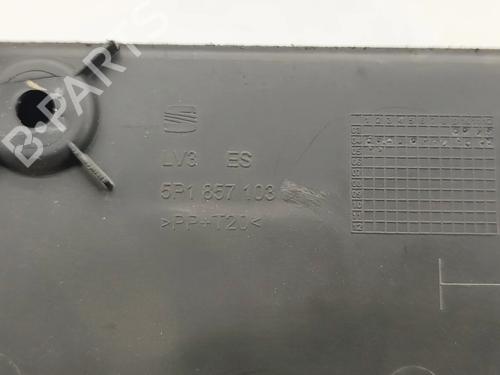 B-PARTS
LV3 ES
5P1 857 103
>PP+T20<